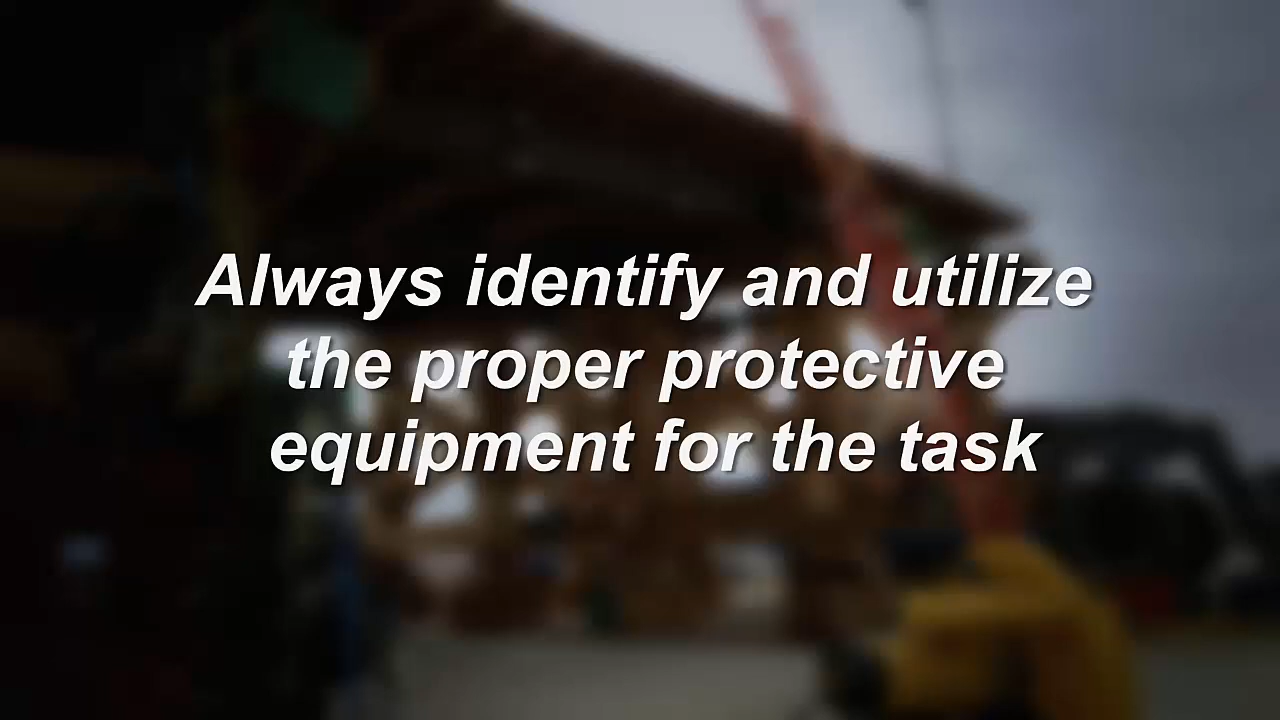 Always identify and utilize
the proper protective
equipment for the task